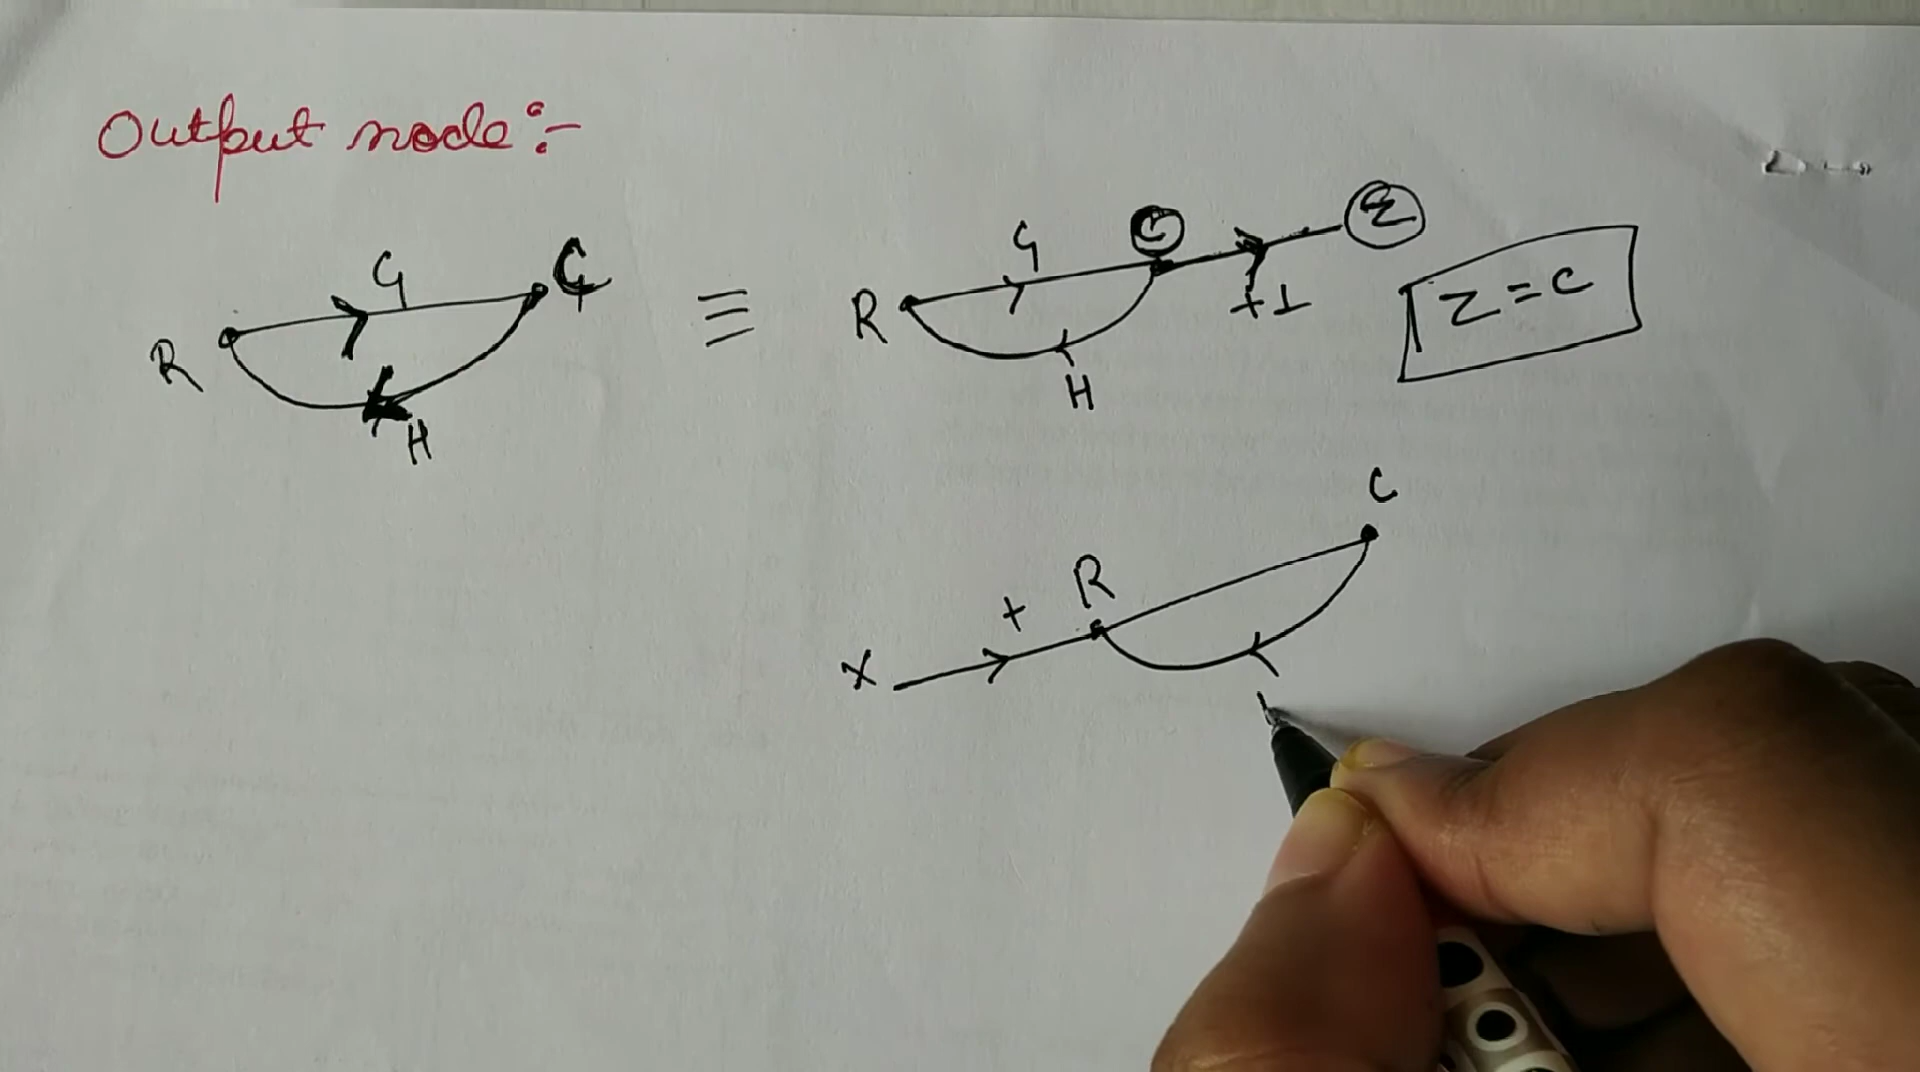 Output node:-
G
C
R
H
≡
G
C
Z
R
+1
H
Z=C
C
R
+
X